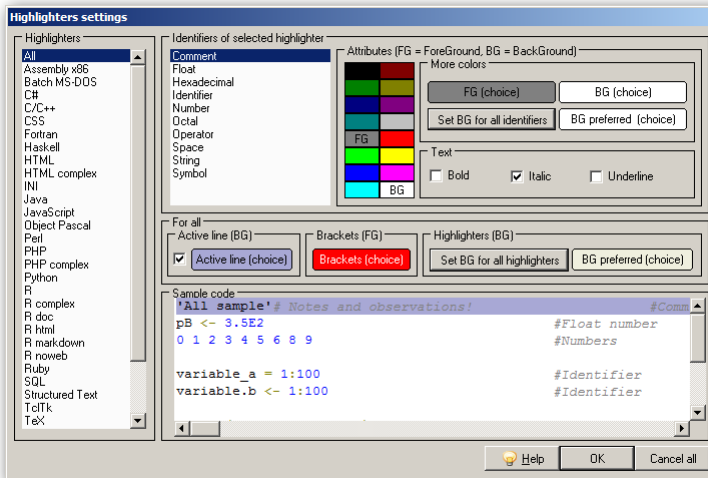 Highlighters settings
Highlighters
All
Assembly x86
Batch MS-DOS
C#
C/C++
CSS
Fortran
Haskell
HTML
HTML complex
INI
Java
JavaScript
Object Pascal
Perl
PHP
PHP complex
Python
R
R complex
R doc
R html
R markdown
R noweb
Ruby
SQL
Structured Text
TclTk
TeX
Identifiers of selected highlighter
Comment
Float
Hexadecimal
Identifier
Number
Octal
Operator
Space
String
Symbol
Attributes (FG = ForeGround, BG = BackGround)
FG
BG
More colors
FG (choice) BG (choice)
Set BG for all identifiers BG preferred (choice)
Text
Bold Italic Underline
For all
Active line (BG)
Active line (choice)
Brackets (FG)
Brackets (choice)
Highlighters (BG)
Set BG for all highlighters BG preferred (choice)
Sample code
'All sample'# Notes and observations! #Comm
pB <- 3.5E2 #Float number
0 1 2 3 4 5 6 8 9 #Numbers
variable_a = 1:100 #Identifier
variable.b <- 1:100 #Identifier
Help OK Cancel all